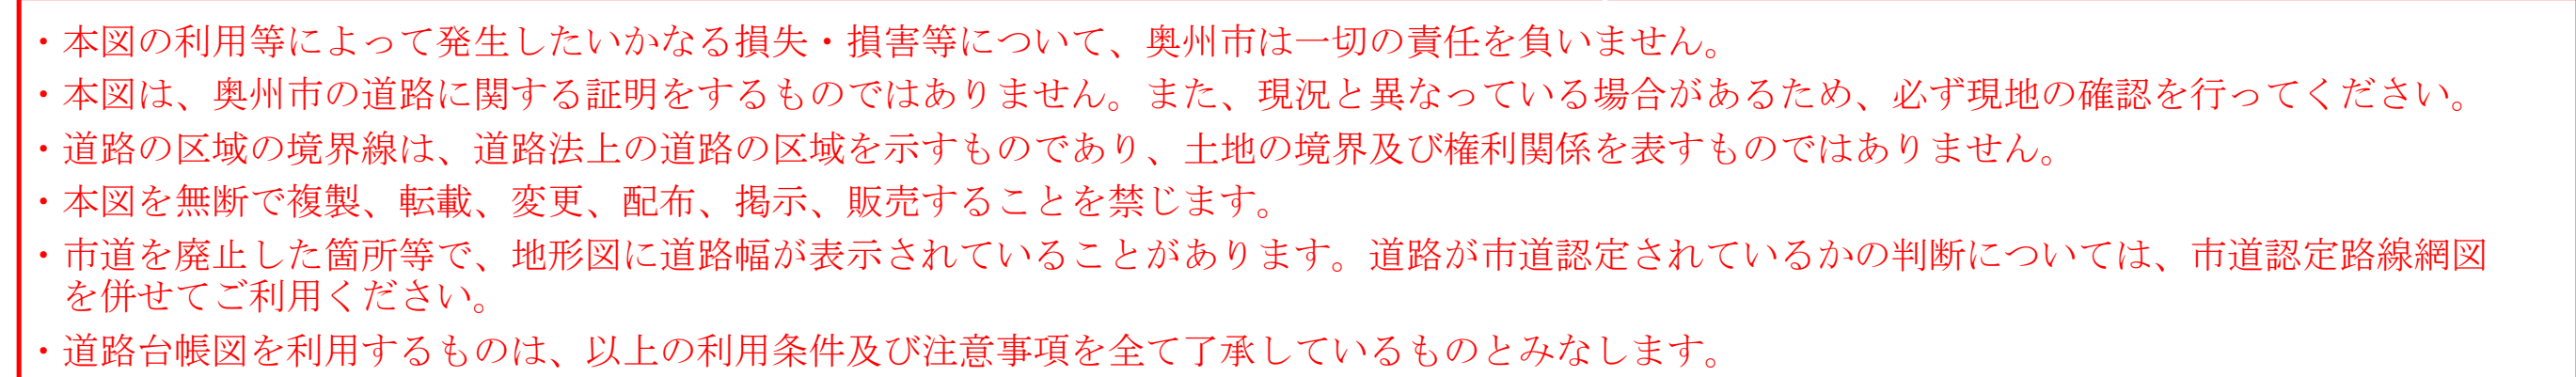 ・本図の利用等によって発生したいかなる損失・損害等について、奥州市は一切の責任を負いません。
・本図は、奥州市の道路に関する証明をするものではありません。また、現況と異なっている場合があるため、必ず現地の確認を行ってください。
・道路の区域の境界線は、道路法上の道路の区域を示すものであり、土地の境界及び権利関係を表すものではありません。
・本図を無断で複製、転載、変更、配布、掲示、販売することを禁じます。
・市道を廃止した箇所等で、地形図に道路幅が表示されていることがあります。道路が市道認定されているかの判断については、市道認定路線網図
を併せてご利用ください。
・道路台帳図を利用するものは、以上の利用条件及び注意事項を全て了承しているものとみなします。